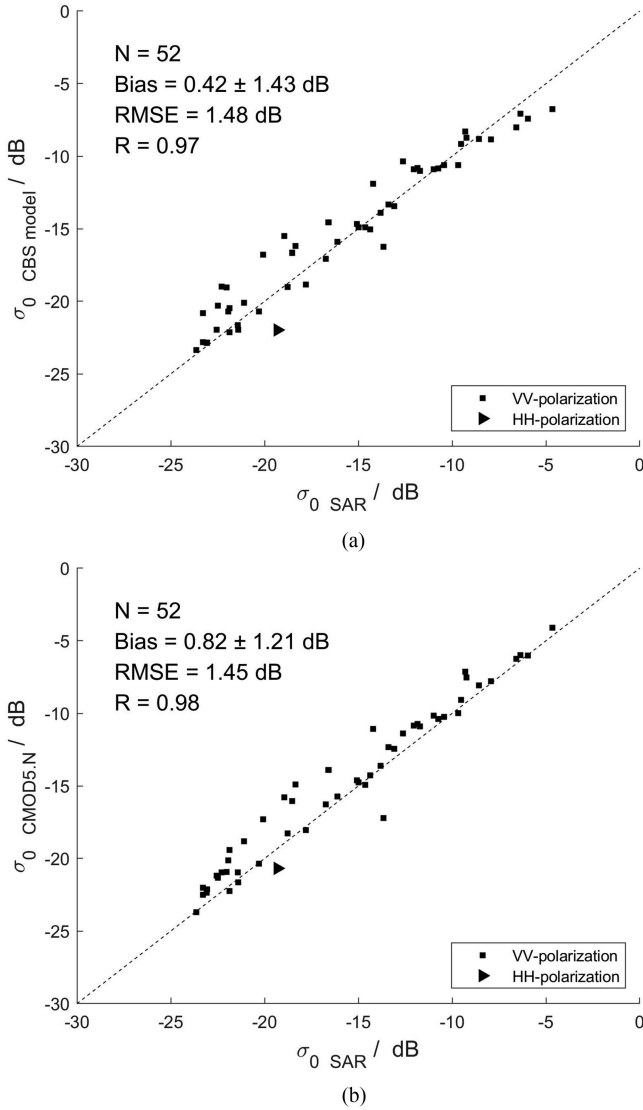 0
-5
-10
-15
-20
-25
-30
-30 -25 -20 -15 -10 -5 0
N = 52
Bias = 0.42 ± 1.43 dB
RMSE = 1.48 dB
R = 0.97
σ0 CBS model / dB
VV-polarization
HH-polarization
σ0 SAR / dB
(a)
0
-5
-10
-15
-20
-25
-30
-30 -25 -20 -15 -10 -5 0
N = 52
Bias = 0.82 ± 1.21 dB
RMSE = 1.45 dB
R = 0.98
σ0 CMOD5.N / dB
VV-polarization
HH-polarization
σ0 SAR / dB
(b)